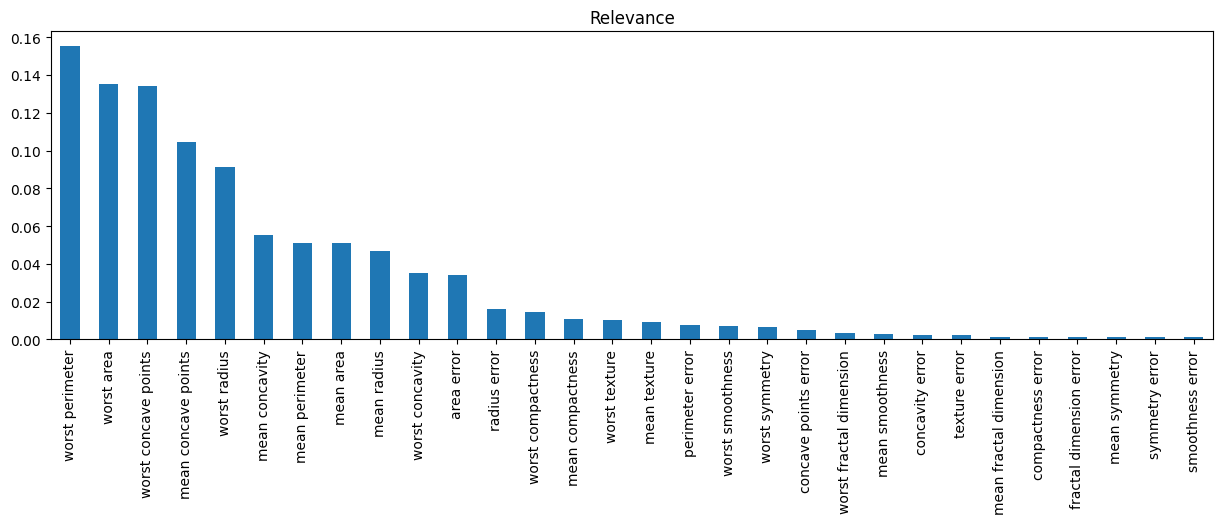 Relevance
0.16
0.14
0.12
0.10
0.08
0.06
0.04
0.02
0.00
worst perimeter
worst area
worst concave points
mean concave points
worst radius
mean concavity
mean perimeter
mean area
mean radius
worst concavity
area error
radius error
worst compactness
mean compactness
worst texture
mean texture
perimeter error
worst smoothness
worst symmetry
concave points error
worst fractal dimension
mean smoothness
concavity error
texture error
mean fractal dimension
compactness error
fractal dimension error
mean symmetry
symmetry error
smoothness error